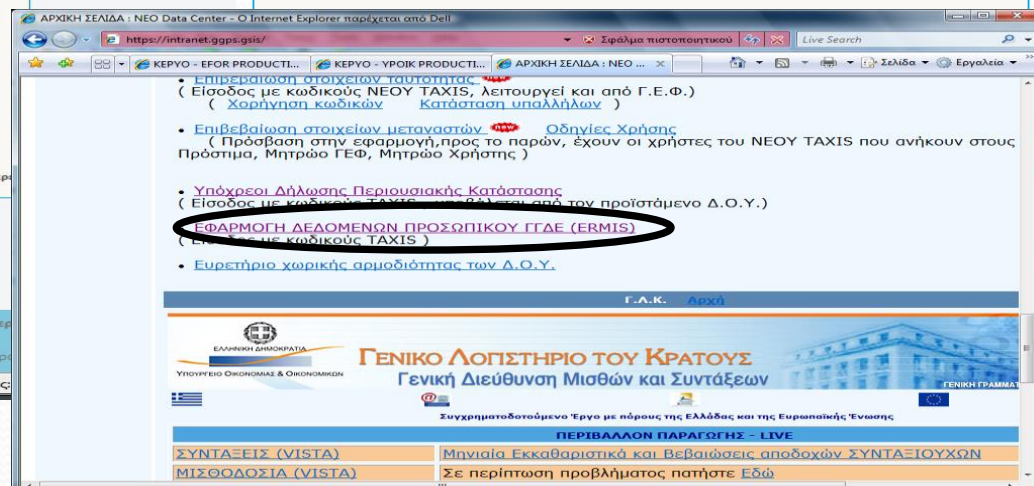 ΑΡΧΙΚΗ ΣΕΛΙΔΑ : NEO Data Center - Ο Internet Explorer παρέχεται από Dell
https://intranet.ggps.gsis/ Σφάλμα πιστοποιητικού Live Search
KEPYO - EFOR PRODUCTI... KEPYO - YPOIK PRODUCTI... ΑΡΧΙΚΗ ΣΕΛΙΔΑ : NEO ... Σελίδα Εργαλεία
• Επιβεβαίωση στοιχείων ταυτότητας new
( Είσοδος με κωδικούς ΝΕΟΥ TAXIS, λειτουργεί και από Γ.Ε.Φ.)
( Χορήγηση κωδικών Κατάσταση υπαλλήλων )
• Επιβεβαίωση στοιχείων μεταναστών new Οδηγίες Χρήσης
( Πρόσβαση στην εφαρμογή,προς το παρών, έχουν οι χρήστες του ΝΕΟΥ TAXIS που ανήκουν στους
Πρόστιμα, Μητρώο ΓΕΦ, Μητρώο Χρήστης )
• Υπόχρεοι Δήλωσης Περιουσιακής Κατάστασης
( Είσοδος με κωδικούς TAXIS , υποβάλεται από τον προϊστάμενο Δ.Ο.Υ.)
ΕΦΑΡΜΟΓΗ ΔΕΔΟΜΕΝΩΝ ΠΡΟΣΩΠΙΚΟΥ ΓΓΔΕ (ERMIS)
( Είσοδος με κωδικούς TAXIS )
• Ευρετήριο χωρικής αρμοδιότητας των Δ.Ο.Υ.
Γ.Λ.Κ. Αρχή
ΕΛΛΗΝΙΚΗ ΔΗΜΟΚΡΑΤΙΑ
ΥΠΟΥΡΓΕΙΟ ΟΙΚΟΝΟΜΙΑΣ & ΟΙΚΟΝΟΜΙΚΩΝ
ΓΕΝΙΚΟ ΛΟΓΙΣΤΗΡΙΟ ΤΟΥ ΚΡΑΤΟΥΣ
Γενική Διεύθυνση Μισθών και Συντάξεων
ΓΕΝΙΚΗ ΓΡΑΜΜΑΤ
Συγχρηματοδοτούμενο Έργο με πόρους της Ελλάδας και της Ευρωπαϊκής Ένωσης
ΠΕΡΙΒΑΛΛΟΝ ΠΑΡΑΓΩΓΗΣ - LIVE
ΣΥΝΤΑΞΕΙΣ (VISTA) Μηνιαία Εκκαθαριστικά και Βεβαιώσεις αποδοχών ΣΥΝΤΑΞΙΟΥΧΩΝ
ΜΙΣΘΟΔΟΣΙΑ (VISTA) Σε περίπτωση προβλήματος πατήστε Εδώ